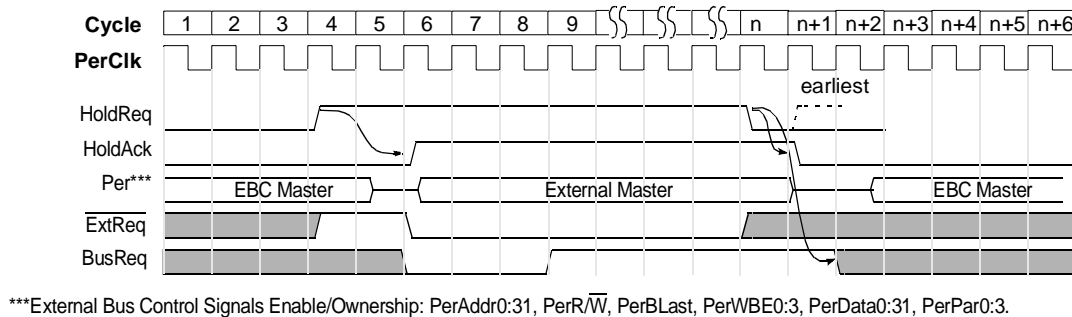 Cycle 1 2 3 4 5 6 7 8 9 n n+1 n+2 n+3 n+4 n+5 n+6
PerClk
earliest
HoldReq
HoldAck
Per*** EBC Master External Master EBC Master
ExtReq
BusReq
***External Bus Control Signals Enable/Ownership: PerAddr0:31, PerR/W, PerBLast, PerWBE0:3, PerData0:31, PerPar0:3.